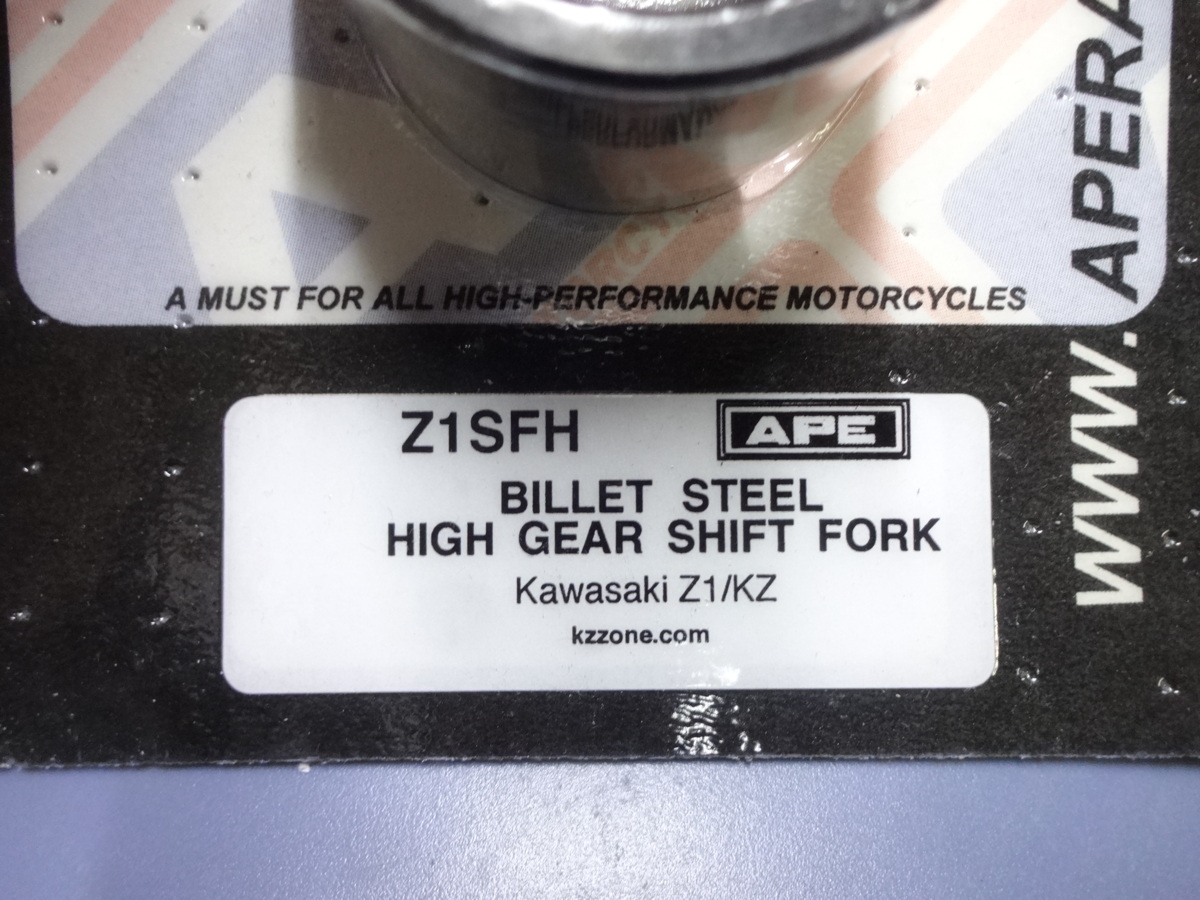 A MUST FOR ALL HIGH-PERFORMANCE MOTORCYCLES
WWW.APERA
Z1SFH
APE
BILLET STEEL
HIGH GEAR SHIFT FORK
Kawasaki Z1/KZ
kzzone.com